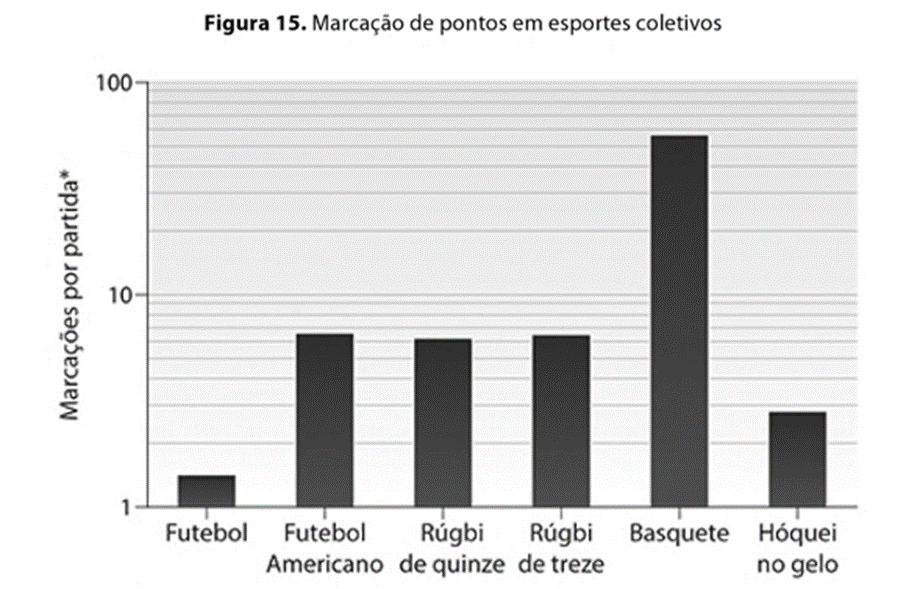 Figura 15. Marcação de pontos em esportes coletivos
Marcações por partida*
100
10
1
Futebol
Futebol
Americano
Rúgbi
de quinze
Rúgbi
de treze
Basquete
Hóquei
no gelo